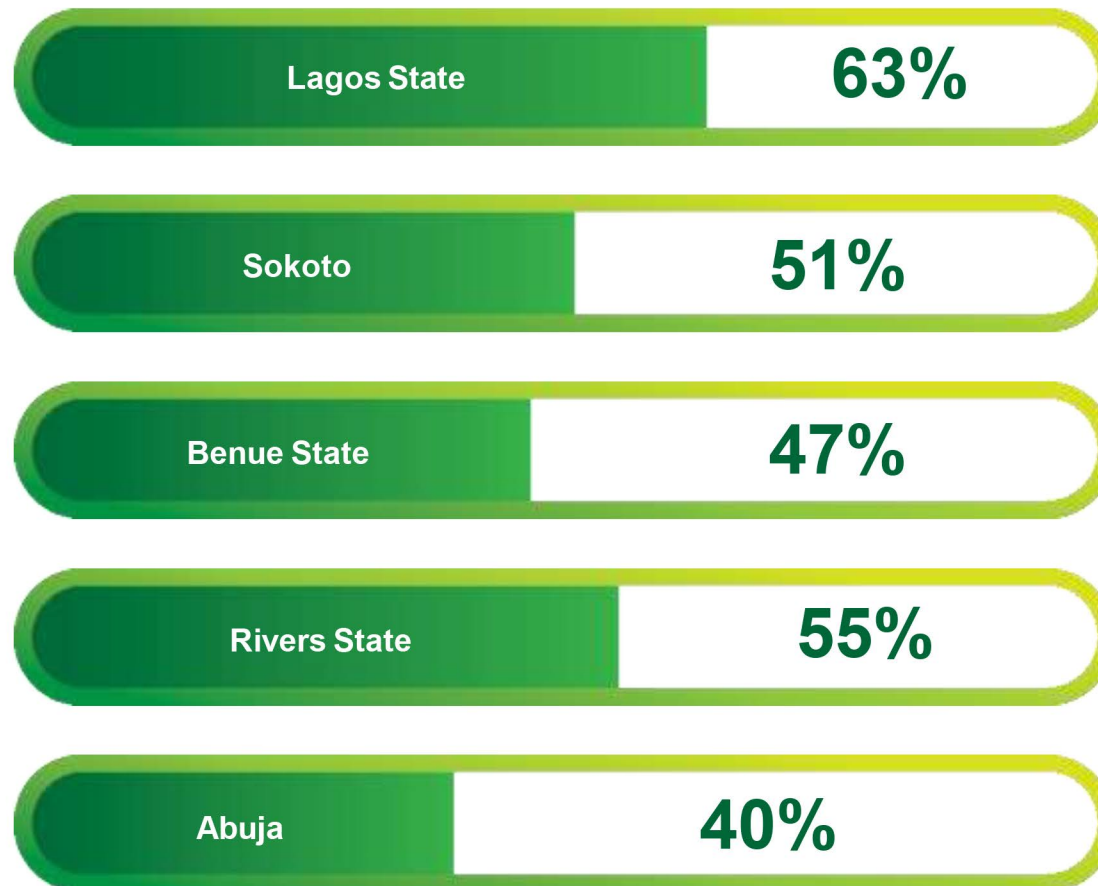 Lagos State 63%
Sokoto 51%
Benue State 47%
Rivers State 55%
Abuja 40%